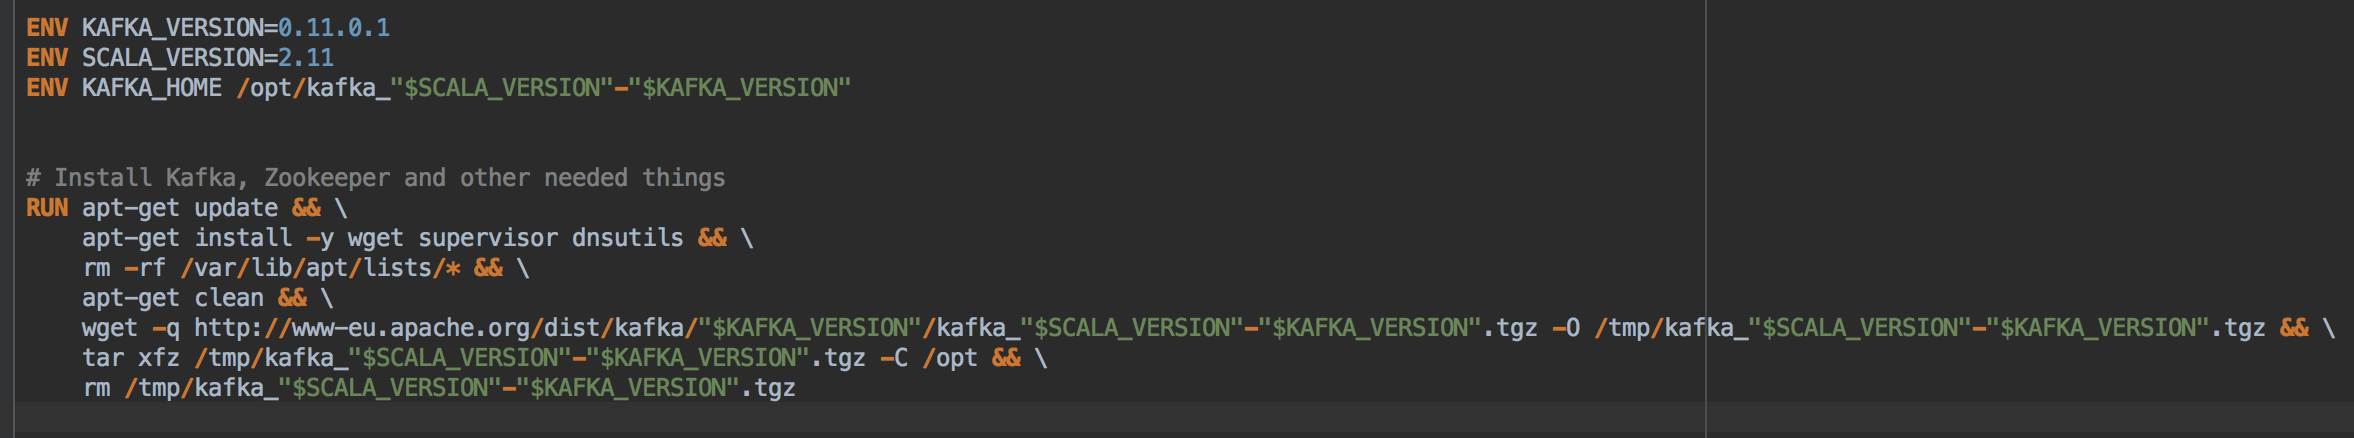 ENV KAFKA_VERSION=0.11.0.1
ENV SCALA_VERSION=2.11
ENV KAFKA_HOME /opt/kafka_"$SCALA_VERSION"-"$KAFKA_VERSION"
# Install Kafka, Zookeeper and other needed things
RUN apt-get update && \
    apt-get install -y wget supervisor dnsutils && \
    rm -rf /var/lib/apt/lists/* && \
    apt-get clean && \
    wget -q http://www-eu.apache.org/dist/kafka/"$KAFKA_VERSION"/kafka_"$SCALA_VERSION"-"$KAFKA_VERSION".tgz -O /tmp/kafka_"$SCALA_VERSION"-"$KAFKA_VERSION".tgz && \
    tar xfz /tmp/kafka_"$SCALA_VERSION"-"$KAFKA_VERSION".tgz -C /opt && \
    rm /tmp/kafka_"$SCALA_VERSION"-"$KAFKA_VERSION".tgz